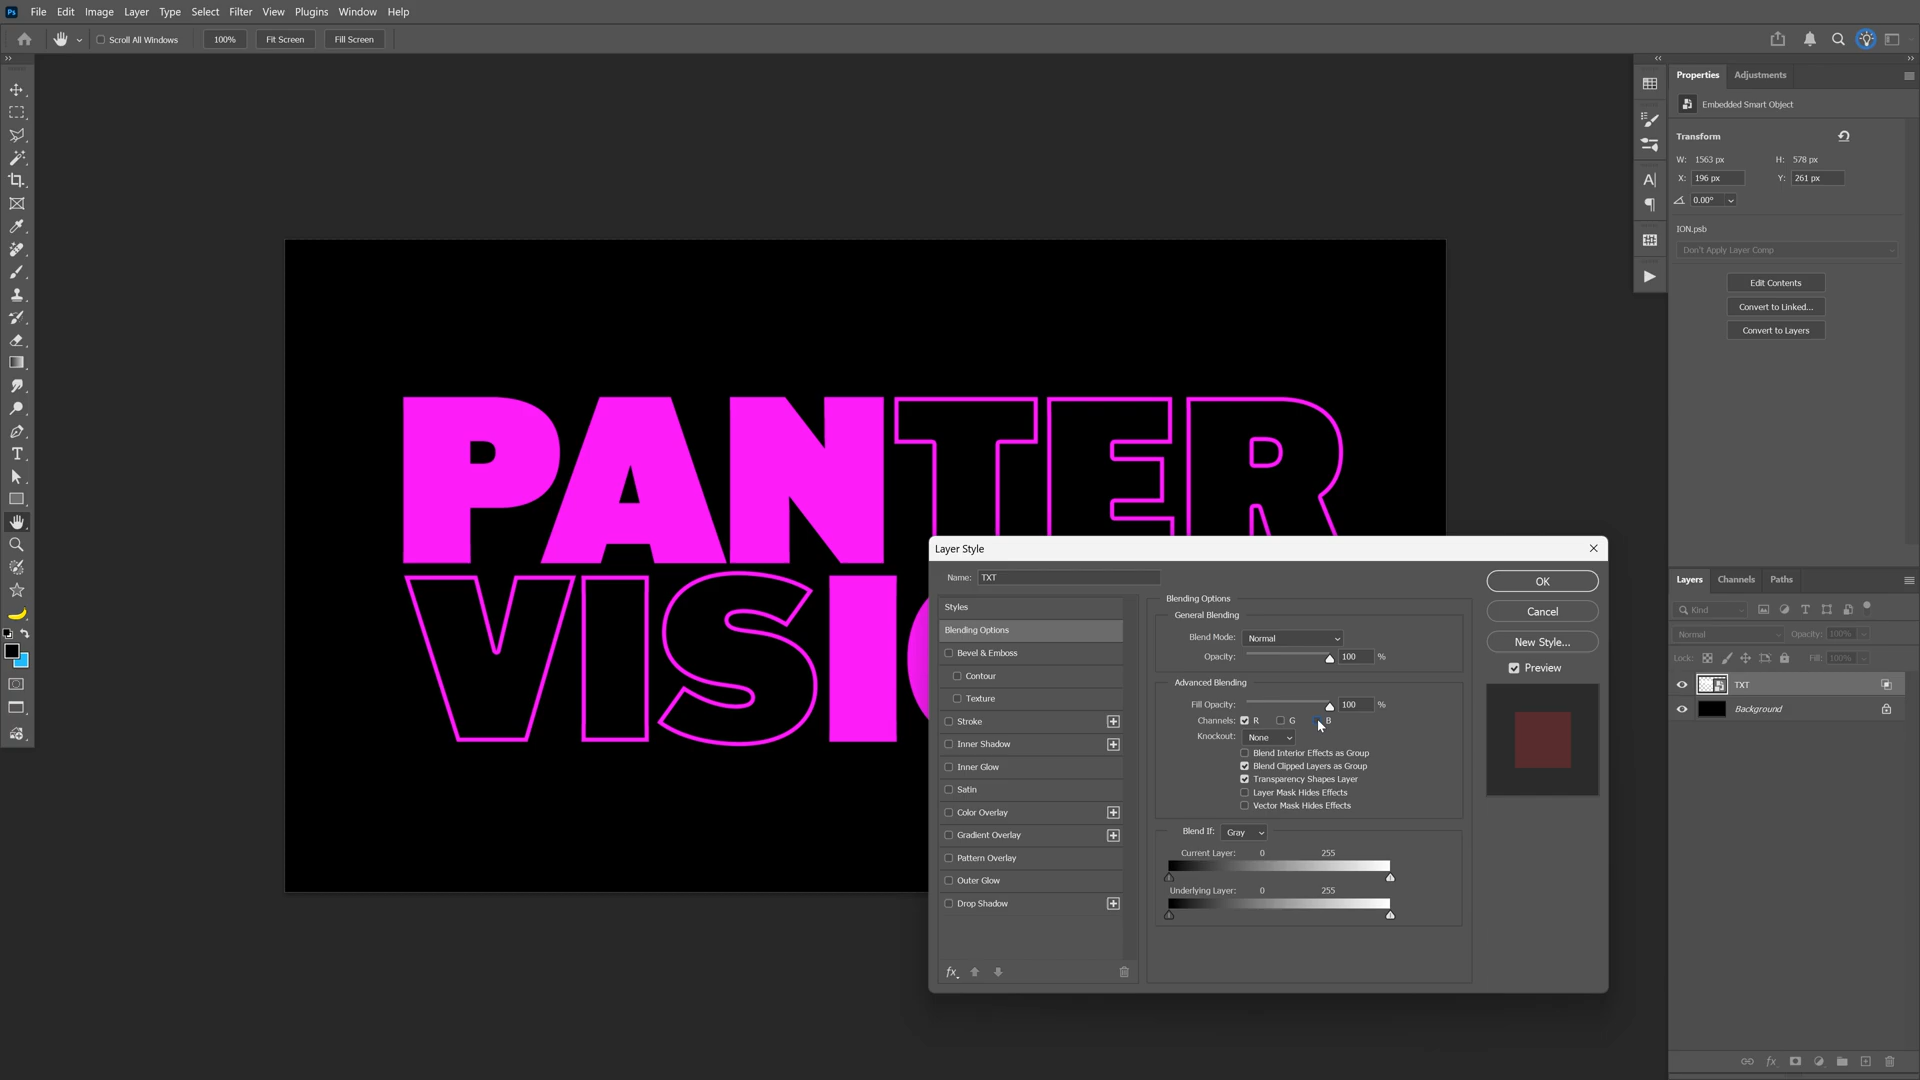 Ps File Edit Image Layer Type Select Filter View Plugins Window Help
Scroll All Windows 100% Fit Screen Fill Screen
Properties Adjustments
Embedded Smart Object
Transform
W: 1563 px H: 578 px
X: 196 px Y: 261 px
0.00°
ION.psb
Don't Apply Layer Comp
Edit Contents
Convert to Linked...
Convert to Layers
PANTER
VISI
Layer Style
Name: TXT
Styles
Blending Options
Bevel & Emboss
Contour
Texture
Stroke
Inner Shadow
Inner Glow
Satin
Color Overlay
Gradient Overlay
Pattern Overlay
Outer Glow
Drop Shadow
fx
Blending Options
General Blending
Blend Mode: Normal
Opacity: 100 %
Advanced Blending
Fill Opacity: 100 %
Channels: R G B
Knockout: None
Blend Interior Effects as Group
Blend Clipped Layers as Group
Transparency Shapes Layer
Layer Mask Hides Effects
Vector Mask Hides Effects
Blend If: Gray
Current Layer: 0 255
Underlying Layer: 0 255
OK
Cancel
New Style...
Preview
Layers Channels Paths
Kind
Normal Opacity: 100%
Lock: Fill: 100%
TXT
Background
fx